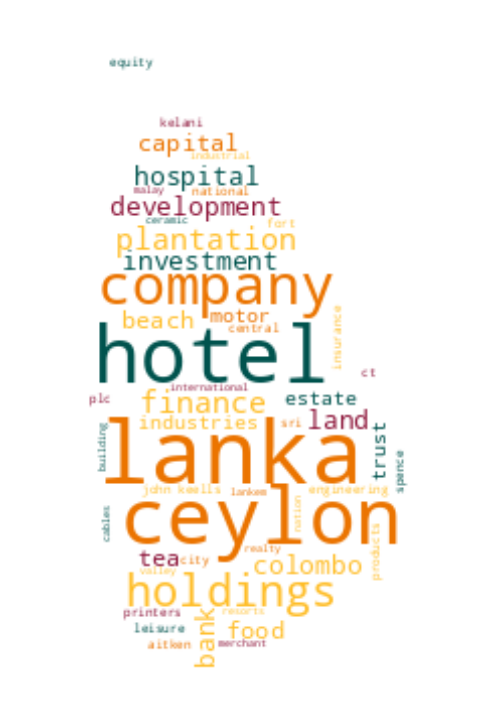 equity
kelani
capital
industrial
hospital
malay national
development
ceramic fort
plantation
investment
company
beach motor
central
insurance
hotel
ct
international
plc finance estate
industries sri land
building
lanka
trust
spence
john keells lankem engineering
nation
cables
ceylon
products
realty
tea city colombo
valley
holdings
printers resorts
leisure bank food
aitken merchant